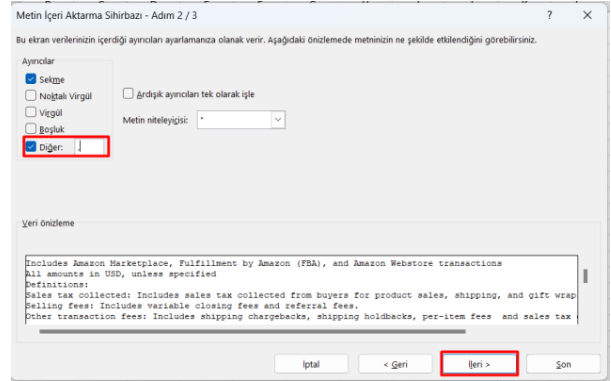 Metin İçeri Aktarma Sihirbazı - Adım 2 / 3
Bu ekran verilerinizin içerdiği ayırıcıları ayarlamanıza olanak verir. Aşağıdaki önizlemede metninizin ne şekilde etkilendiğini görebilirsiniz.
Ayırıcılar
Sekme
Noktalı Virgül
Virgül
Boşluk
Diğer: .
Ardışık ayırıcıları tek olarak işle
Metin niteleyicisi: "
Veri önizleme
Includes Amazon Marketplace, Fulfillment by Amazon (FBA), and Amazon Webstore transactions
All amounts in USD, unless specified
Definitions:
Sales tax collected: Includes sales tax collected from buyers for product sales, shipping, and gift wrap
Selling fees: Includes variable closing fees and referral fees.
Other transaction fees: Includes shipping chargebacks, shipping holdbacks, per-item fees and sales tax
İptal < Geri İleri > Son